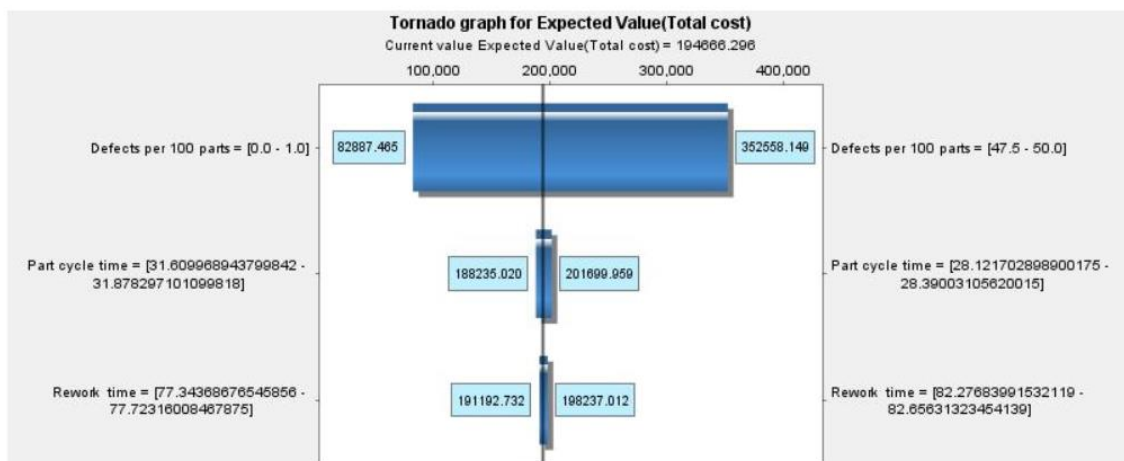 Tornado graph for Expected Value(Total cost)
Current value Expected Value(Total cost) = 194666.296
100,000 200,000 300,000 400,000
Defects per 100 parts = [0.0 - 1.0]
82887.465
352558.149
Defects per 100 parts = [47.5 - 50.0]
Part cycle time = [31.609968943799842 -
31.878297101099818]
188235.020
201699.959
Part cycle time = [28.121702898900175 -
28.39003105620015]
Rework time = [77.34368676545856 -
77.72316008467875]
191192.732
198237.012
Rework time = [82.27683991532119 -
82.65631323454139]